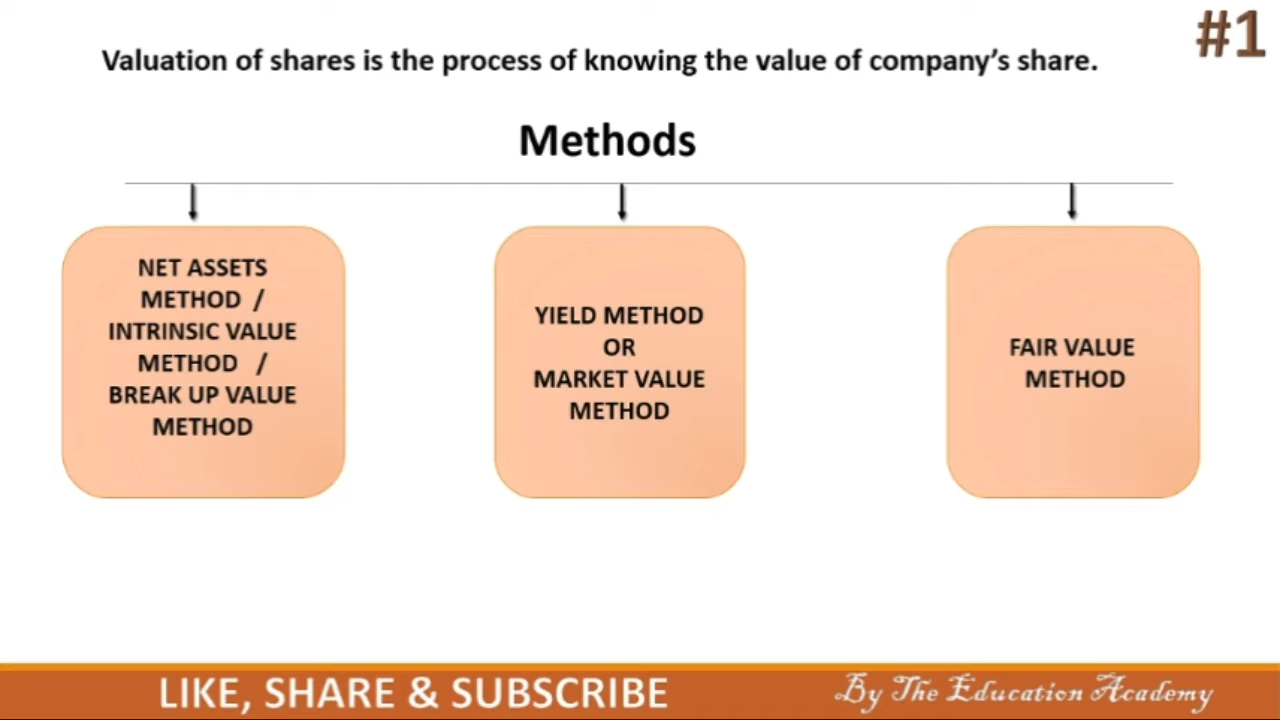 #1
Valuation of shares is the process of knowing the value of company's share.
Methods
NET ASSETS
METHOD /
INTRINSIC VALUE
METHOD /
BREAK UP VALUE
METHOD
YIELD METHOD
OR
MARKET VALUE
METHOD
FAIR VALUE
METHOD
LIKE, SHARE & SUBSCRIBE
By The Education Academy